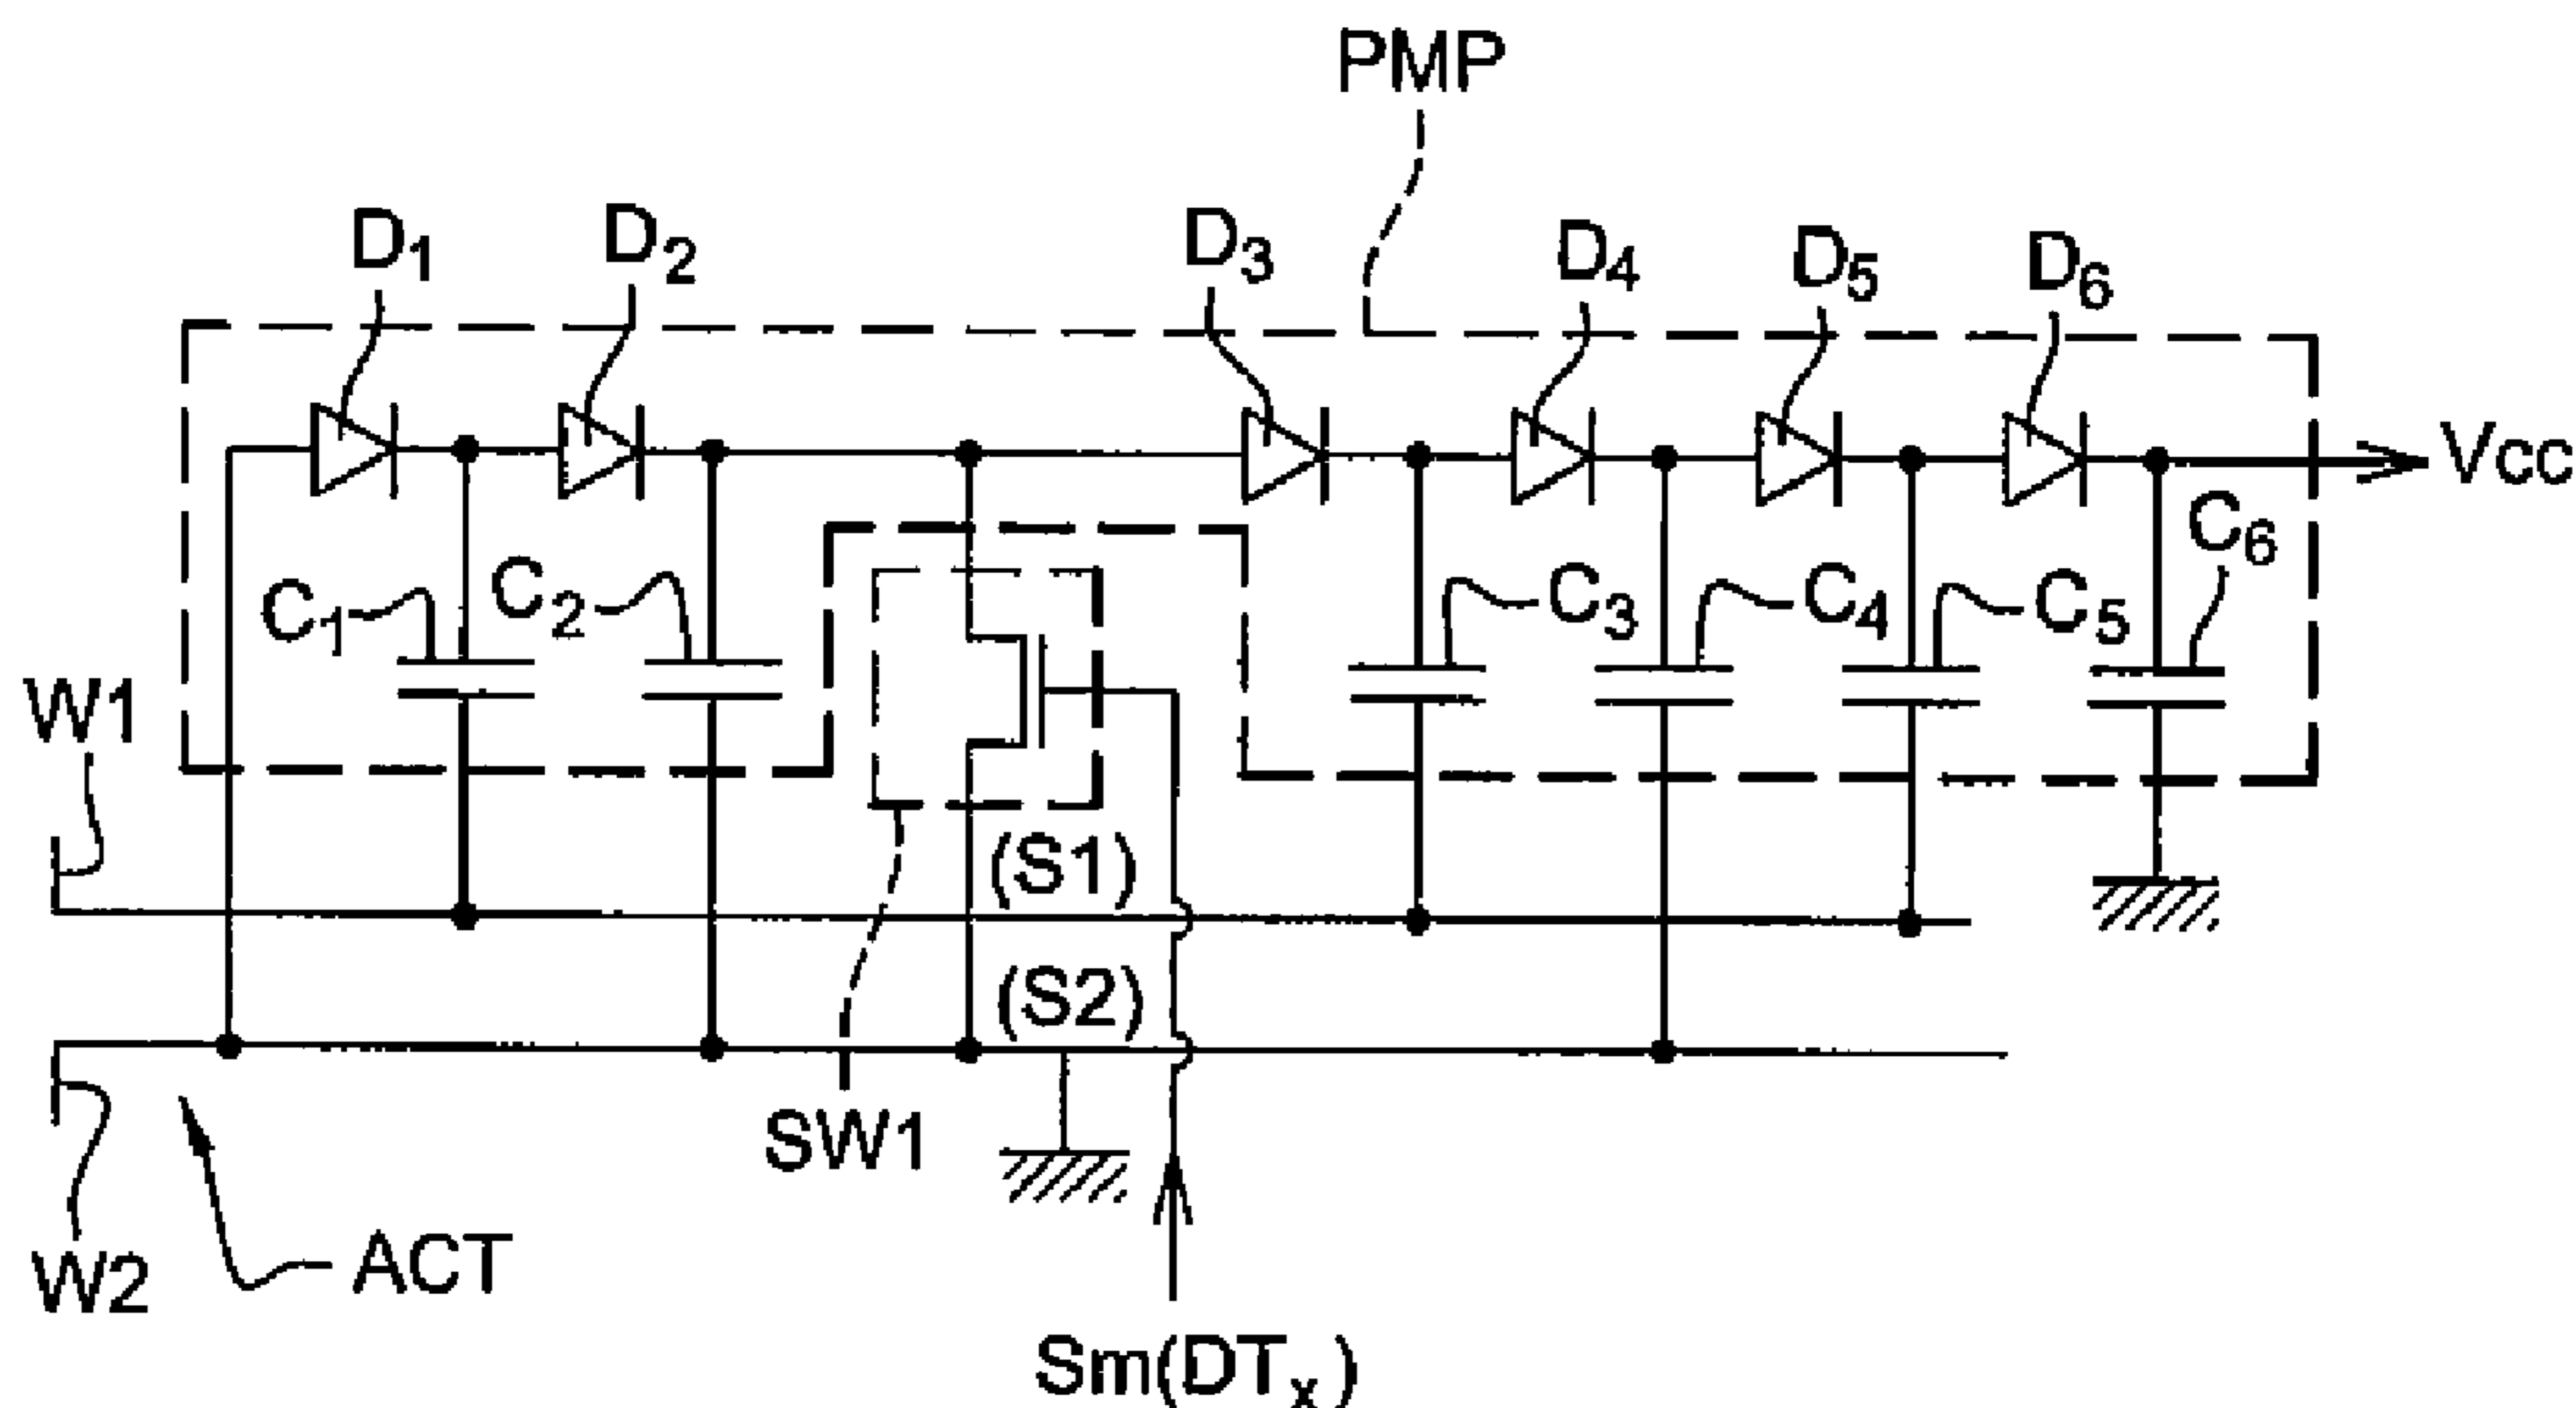 PMP
D1
D2
D3
D4
D5
D6
Vcc
C1
C2
C3
C4
C5
C6
W1
(S1)
(S2)
SW1
W2
ACT
Sm(DTx)